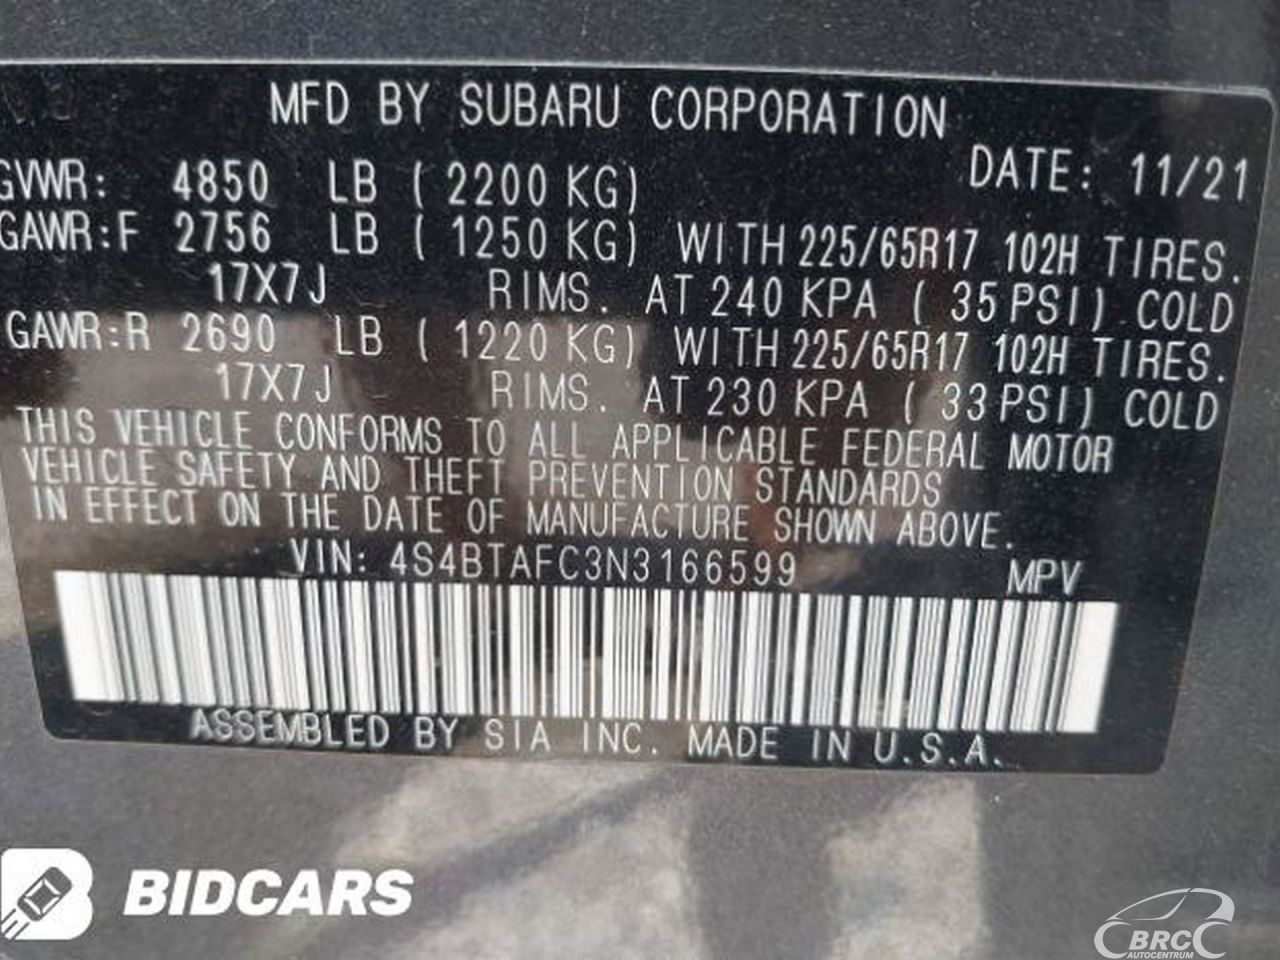 MFD BY SUBARU CORPORATION
DATE: 11/21
GVWR: 4850 LB ( 2200 KG)
GAWR:F 2756 LB ( 1250 KG) WITH 225/65R17 102H TIRES.
17X7J RIMS. AT 240 KPA ( 35 PSI) COLD
GAWR:R 2690 LB ( 1220 KG) WITH 225/65R17 102H TIRES.
17X7J RIMS. AT 230 KPA ( 33 PSI) COLD
THIS VEHICLE CONFORMS TO ALL APPLICABLE FEDERAL MOTOR
VEHICLE SAFETY AND THEFT PREVENTION STANDARDS
IN EFFECT ON THE DATE OF MANUFACTURE SHOWN ABOVE.
VIN: 4S4BTAFC3N3166599 MPV
ASSEMBLED BY SIA INC. MADE IN U.S.A.
BIDCARS
BRC
AUTOCENTRUM